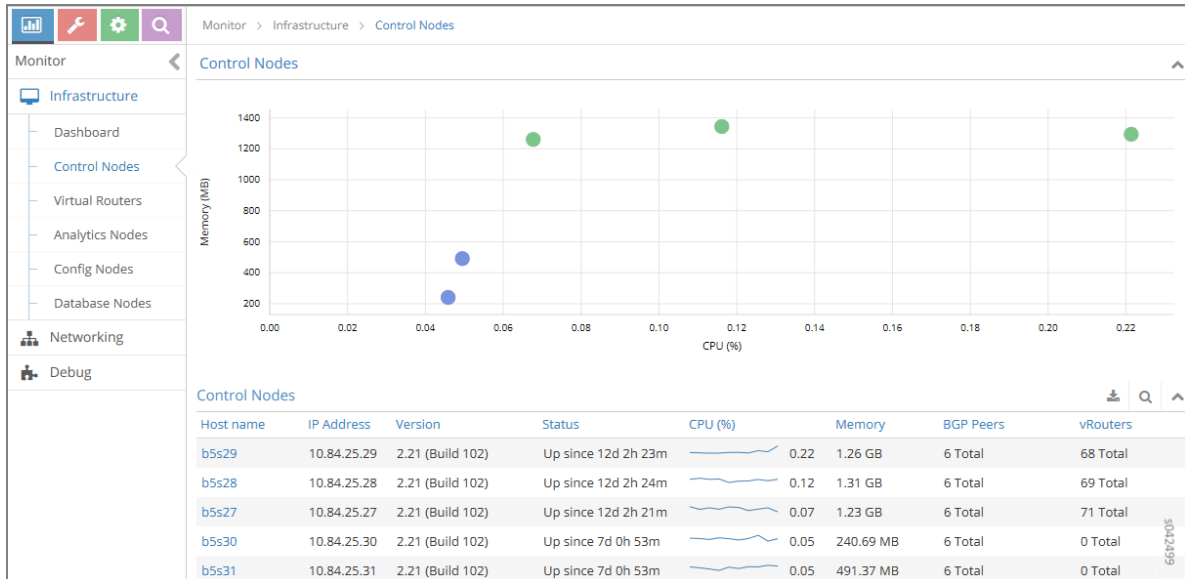 Monitor > Infrastructure > Control Nodes
Monitor
Infrastructure
Dashboard
Control Nodes
Virtual Routers
Analytics Nodes
Config Nodes
Database Nodes
Networking
Debug
Control Nodes
Memory (MB)
1400
1200
1000
800
600
400
200
0.00 0.02 0.04 0.06 0.08 0.10 0.12 0.14 0.16 0.18 0.20 0.22
CPU (%)
Control Nodes
Host name IP Address Version Status CPU (%) Memory BGP Peers vRouters
b5s29 10.84.25.29 2.21 (Build 102) Up since 12d 2h 23m 0.22 1.26 GB 6 Total 68 Total
b5s28 10.84.25.28 2.21 (Build 102) Up since 12d 2h 24m 0.12 1.31 GB 6 Total 69 Total
b5s27 10.84.25.27 2.21 (Build 102) Up since 12d 2h 21m 0.07 1.23 GB 6 Total 71 Total
b5s30 10.84.25.30 2.21 (Build 102) Up since 7d 0h 53m 0.05 240.69 MB 6 Total 0 Total
b5s31 10.84.25.31 2.21 (Build 102) Up since 7d 0h 53m 0.05 491.37 MB 6 Total 0 Total
s042499